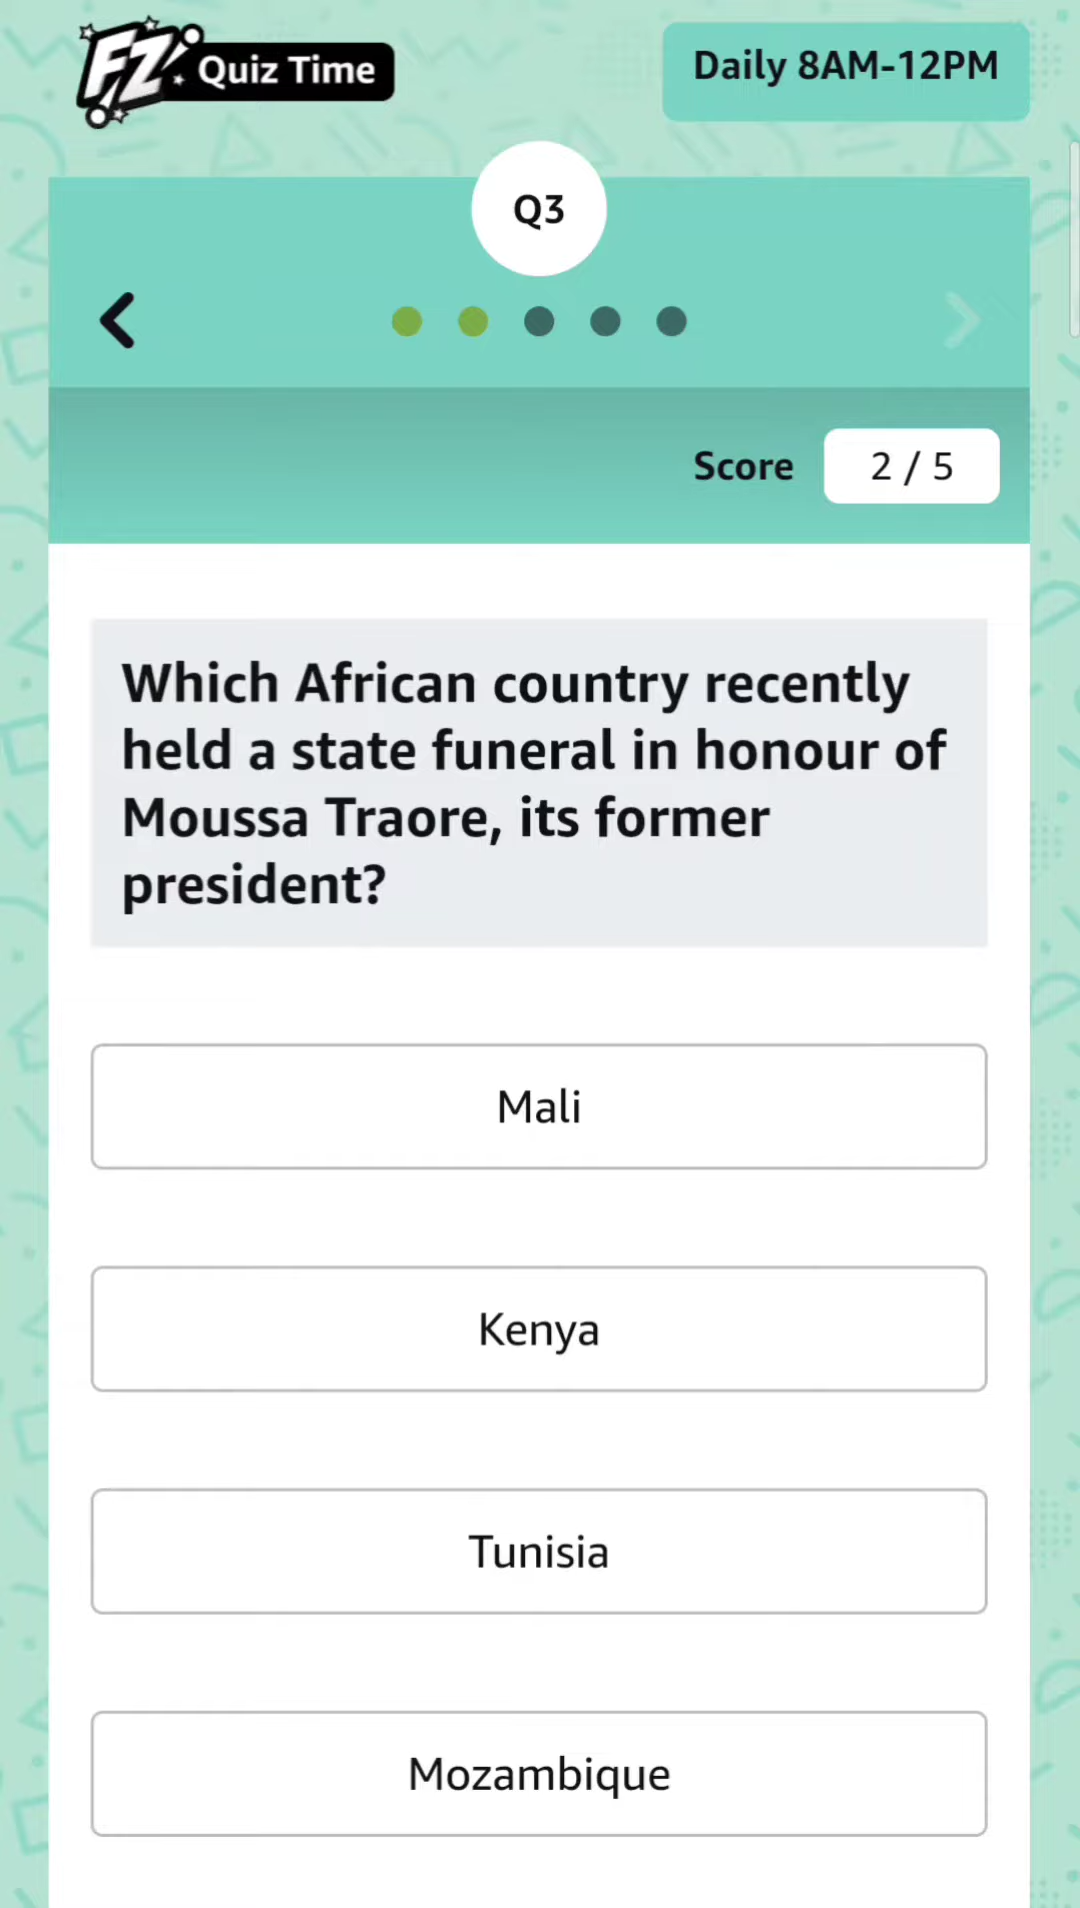 FZ Quiz Time
Daily 8AM-12PM
Q3
Score 2 / 5
Which African country recently
held a state funeral in honour of
Moussa Traore, its former
president?
Mali
Kenya
Tunisia
Mozambique